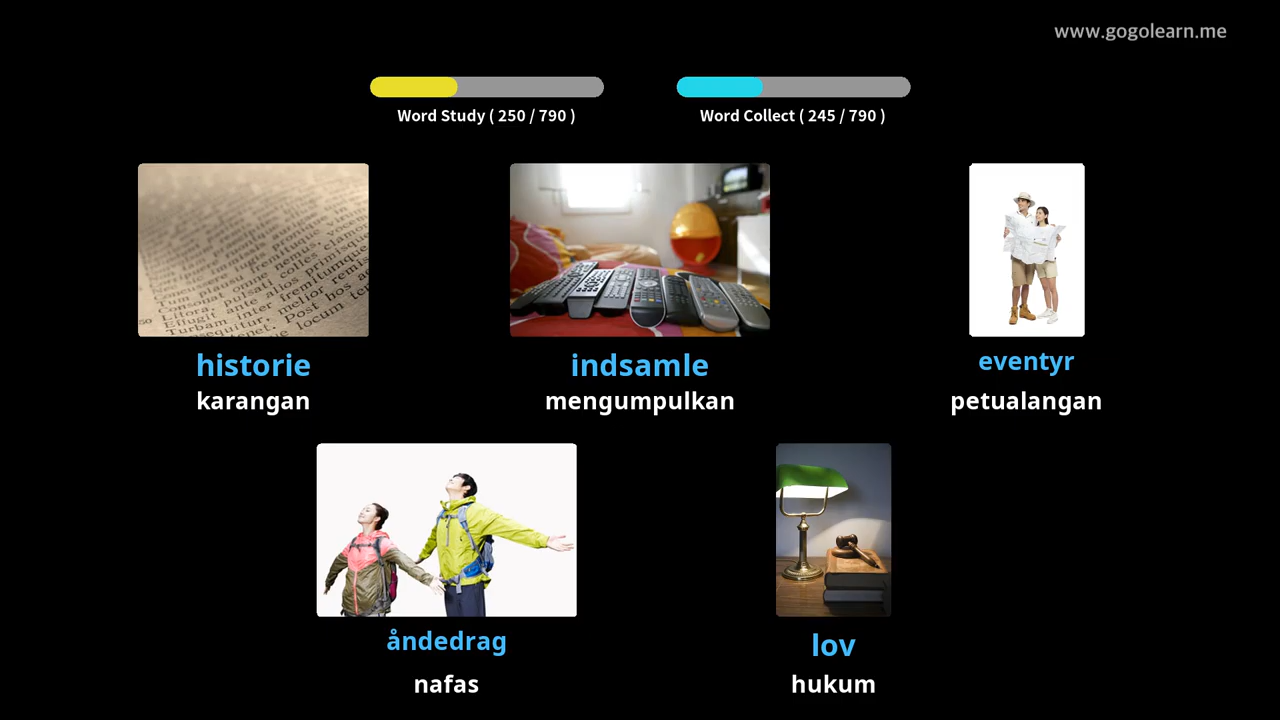 www.gogolearn.me
Word Study ( 250 / 790 )
Word Collect ( 245 / 790 )
historie
karangan
indsamle
mengumpulkan
eventyr
petualangan
åndedrag
nafas
lov
hukum